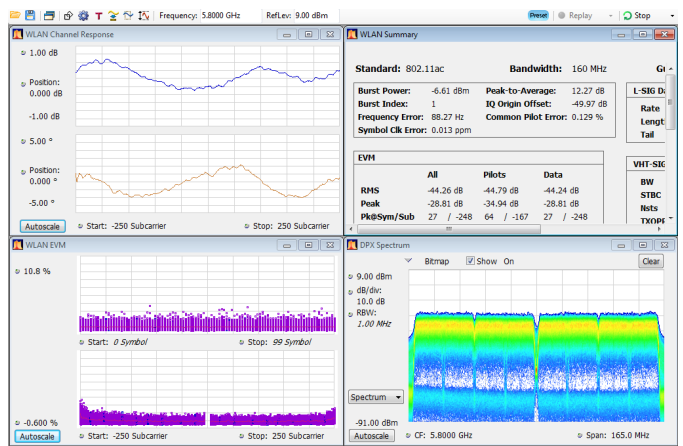 Frequency: 5.8000 GHz RefLev: 9.00 dBm Preset Replay Stop
WLAN Channel Response
1.00 dB
Position:
0.000 dB
-1.00 dB
5.00 °
Position:
0.000 °
-5.00 °
Autoscale Start: -250 Subcarrier Stop: 250 Subcarrier
WLAN Summary
Standard: 802.11ac Bandwidth: 160 MHz
Burst Power: -6.61 dBm Peak-to-Average: 12.27 dB L-SIG
Burst Index: 1 IQ Origin Offset: -49.97 dB Rate
Frequency Error: 88.27 Hz Common Pilot Error: 0.129 % Lengt
Symbol Clk Error: 0.013 ppm Tail
EVM VHT-SIG
All Pilots Data BW
RMS -44.26 dB -44.79 dB -44.24 dB STBC
Peak -28.81 dB -34.94 dB -28.81 dB Nsts
Pk@Sym/Sub 27 / -248 64 / -167 27 / -248 TXOPP
WLAN EVM
10.8 %
Start: 0 Symbol Stop: 99 Symbol
-0.600 %
Autoscale Start: -250 Subcarrier Stop: 250 Subcarrier
DPX Spectrum
Bitmap Show On Clear
9.00 dBm
dB/div:
10.0 dB
RBW:
1.00 MHz
Spectrum
-91.00 dBm
Autoscale CF: 5.8000 GHz Span: 165.0 MHz